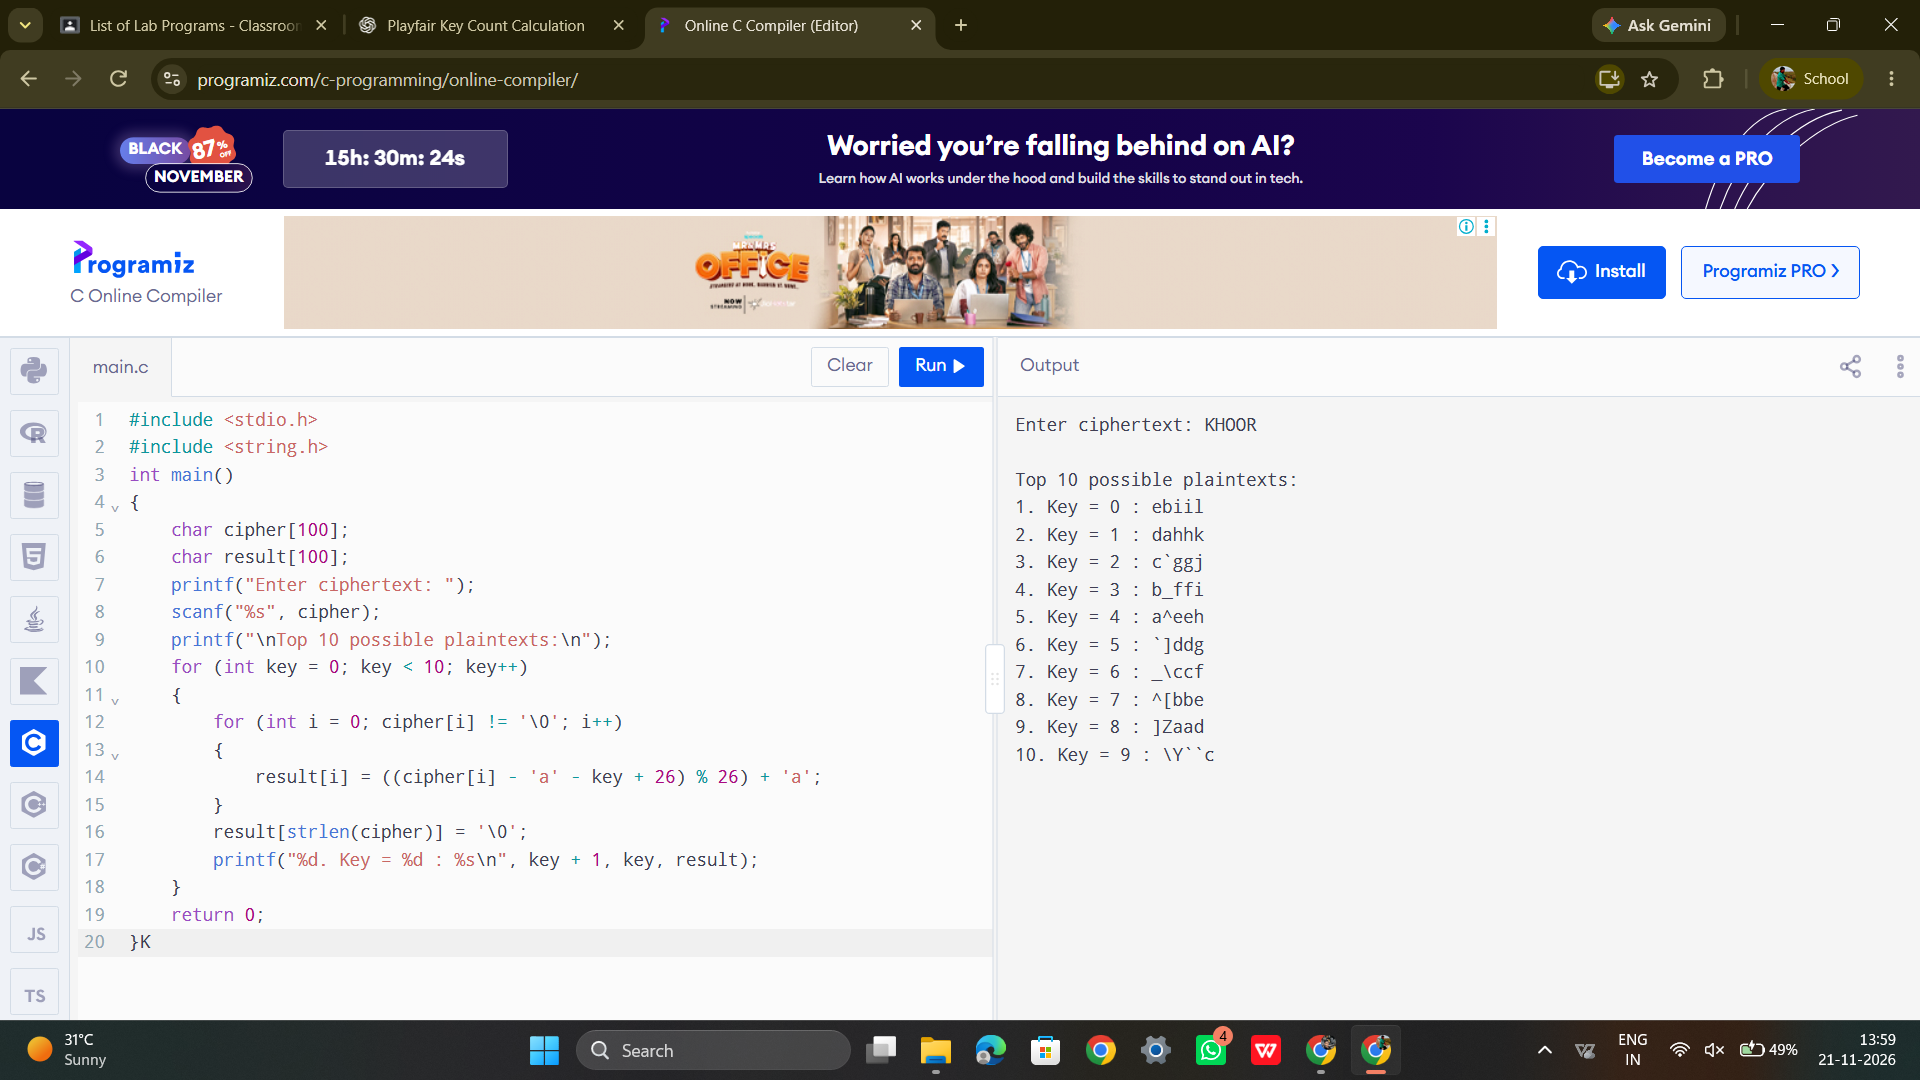 List of Lab Programs - Classroon
Playfair Key Count Calculation
Online C Compiler (Editor)
Ask Gemini
programiz.com/c-programming/online-compiler/
School
BLACK 87% OFF
NOVEMBER
15h: 30m: 24s
Worried you're falling behind on AI?
Learn how AI works under the hood and build the skills to stand out in tech.
Become a PRO
Programiz
C Online Compiler
MR&MRS
OFFICE
NOW
STREAMING
Install
Programiz PRO
main.c
Clear
Run
Output
1 #include <stdio.h>
2 #include <string.h>
3 int main()
4 {
5 char cipher[100];
6 char result[100];
7 printf("Enter ciphertext: ");
8 scanf("%s", cipher);
9 printf("\nTop 10 possible plaintexts:\n");
10 for (int key = 0; key < 10; key++)
11 {
12 for (int i = 0; cipher[i] != '\0'; i++)
13 {
14 result[i] = ((cipher[i] - 'a' - key + 26) % 26) + 'a';
15 }
16 result[strlen(cipher)] = '\0';
17 printf("%d. Key = %d : %s\n", key + 1, key, result);
18 }
19 return 0;
20 }K
Enter ciphertext: KHOOR
Top 10 possible plaintexts:
1. Key = 0 : ebiil
2. Key = 1 : dahhk
3. Key = 2 : c`ggj
4. Key = 3 : b_ffi
5. Key = 4 : a^eeh
6. Key = 5 : `]ddg
7. Key = 6 : _\ccf
8. Key = 7 : ^[bbe
9. Key = 8 : ]Zaad
10. Key = 9 : \Y``c
JS
TS
31°C
Sunny
Search
4
ENG
IN
49%
13:59
21-11-2026